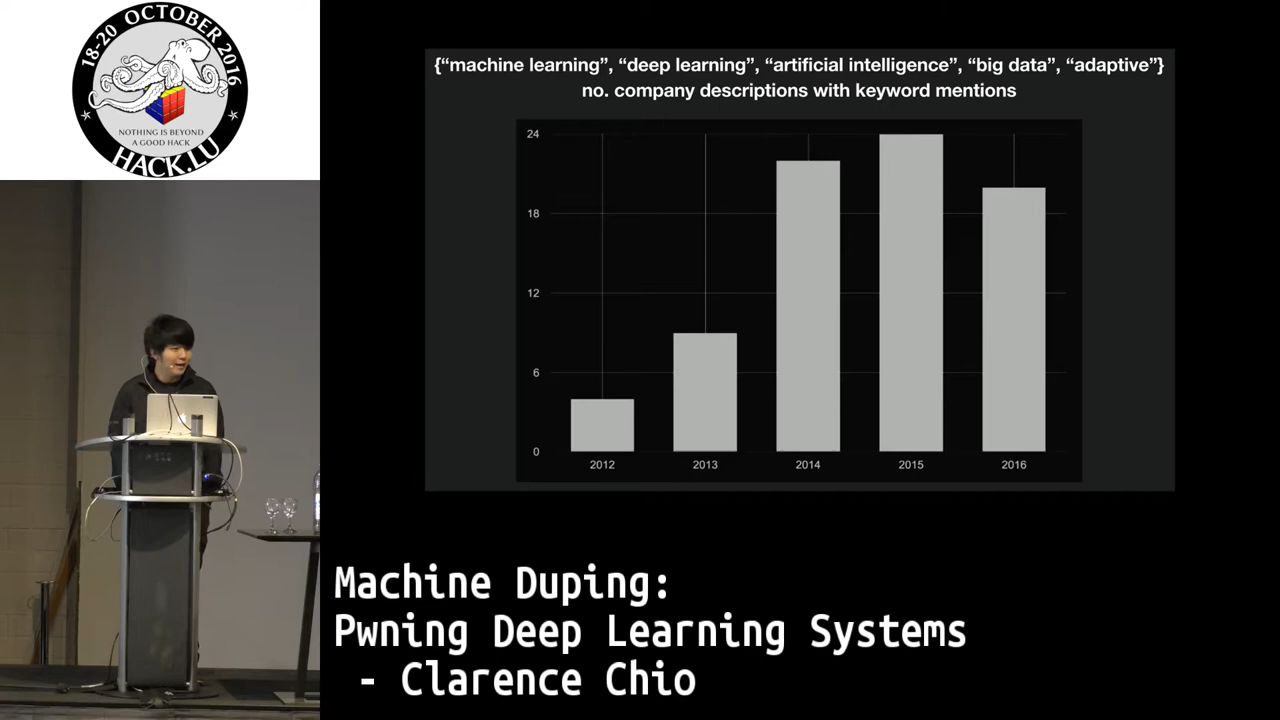 18-20 OCTOBER 2016
NOTHING IS BEYOND
A GOOD HACK
HACK.LU
{“machine learning”, “deep learning”, “artificial intelligence”, “big data”, “adaptive”}
no. company descriptions with keyword mentions
24
18
12
6
0
2012 2013 2014 2015 2016
Machine Duping:
Pwning Deep Learning Systems
- Clarence Chio